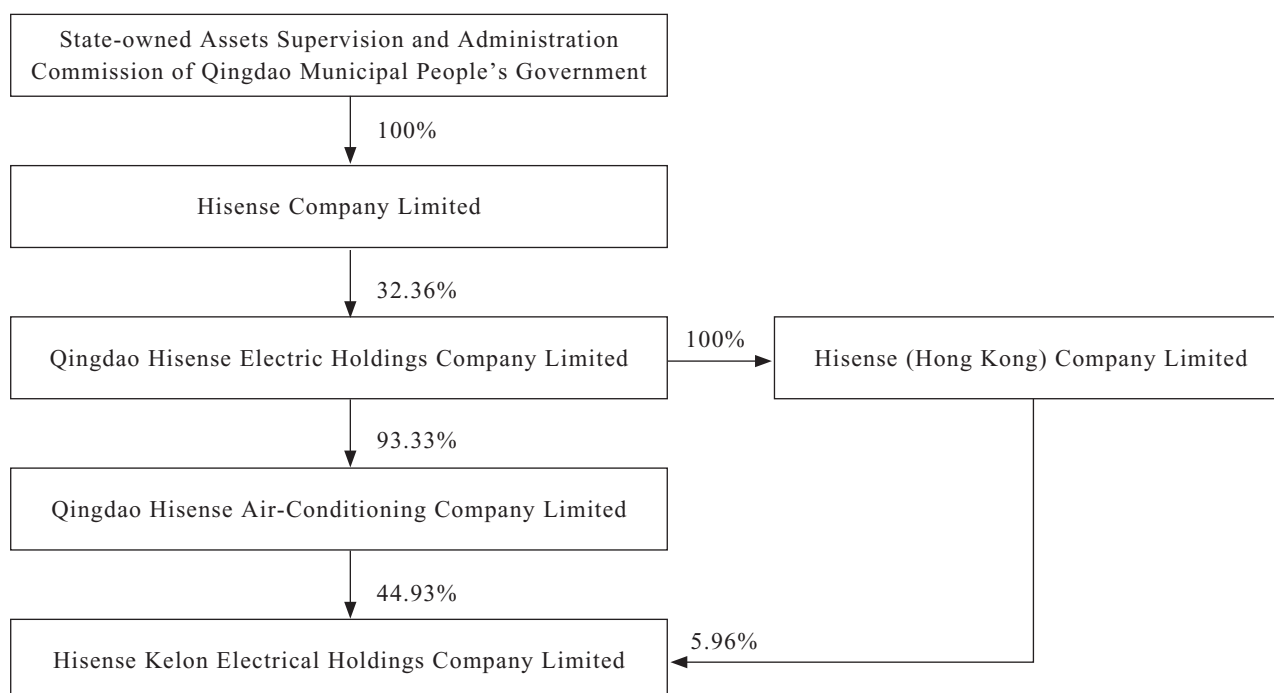 State-owned Assets Supervision and Administration
Commission of Qingdao Municipal People’s Government
100%
Hisense Company Limited
32.36%
Qingdao Hisense Electric Holdings Company Limited
100%
Hisense (Hong Kong) Company Limited
93.33%
Qingdao Hisense Air-Conditioning Company Limited
44.93%
5.96%
Hisense Kelon Electrical Holdings Company Limited